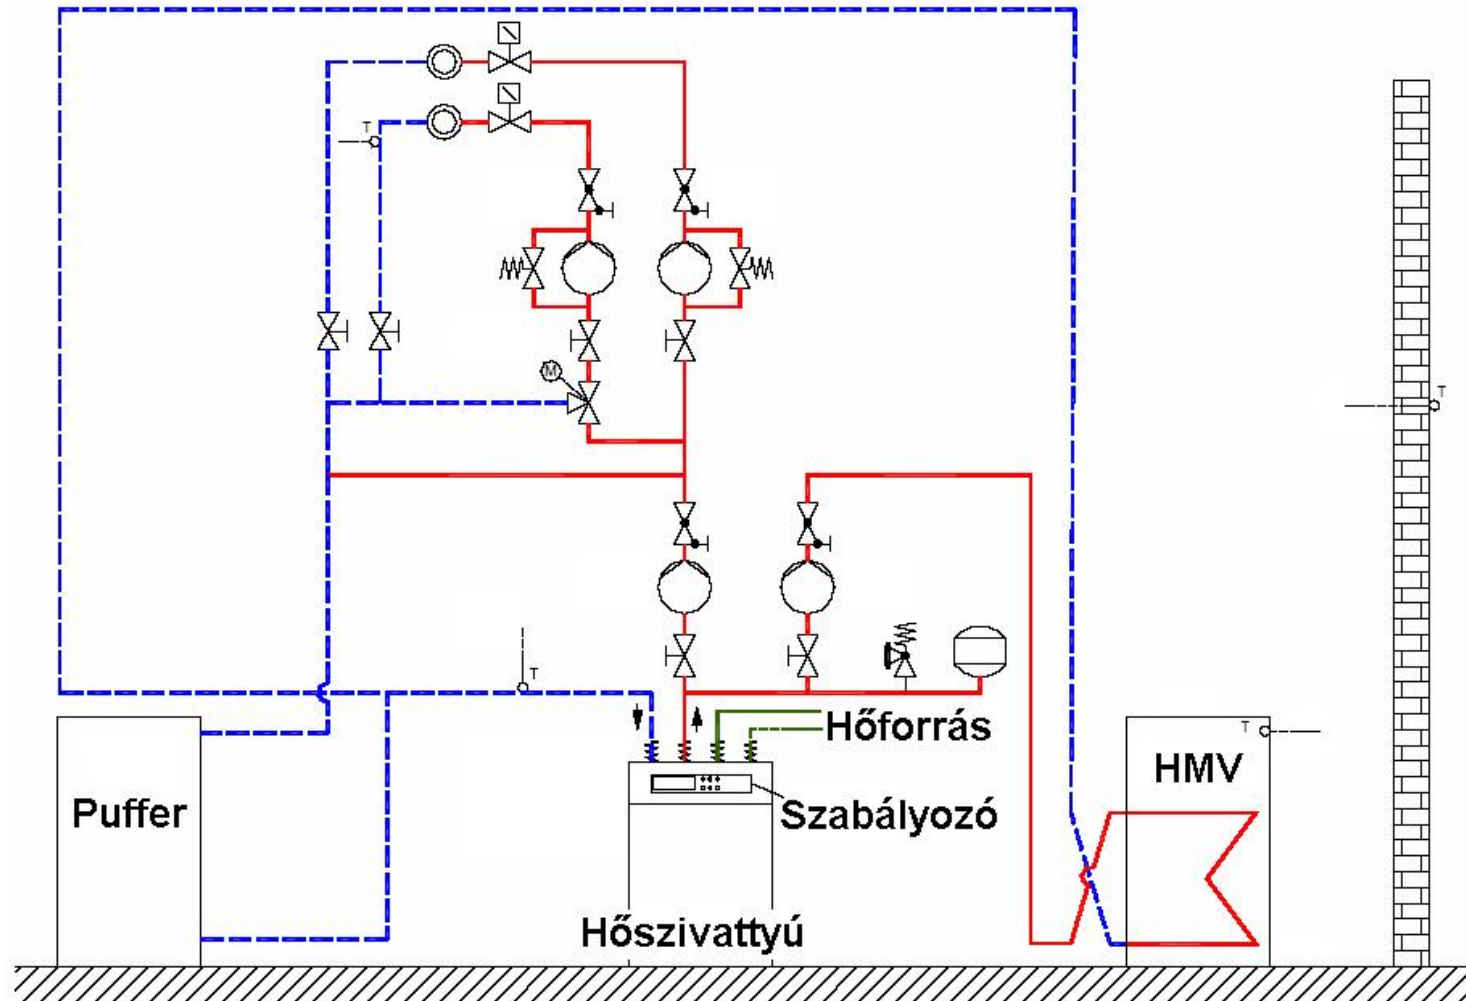 T
M
T
T
Hőforrás
T
HMV
Puffer
Szabályozó
Hőszivattyú